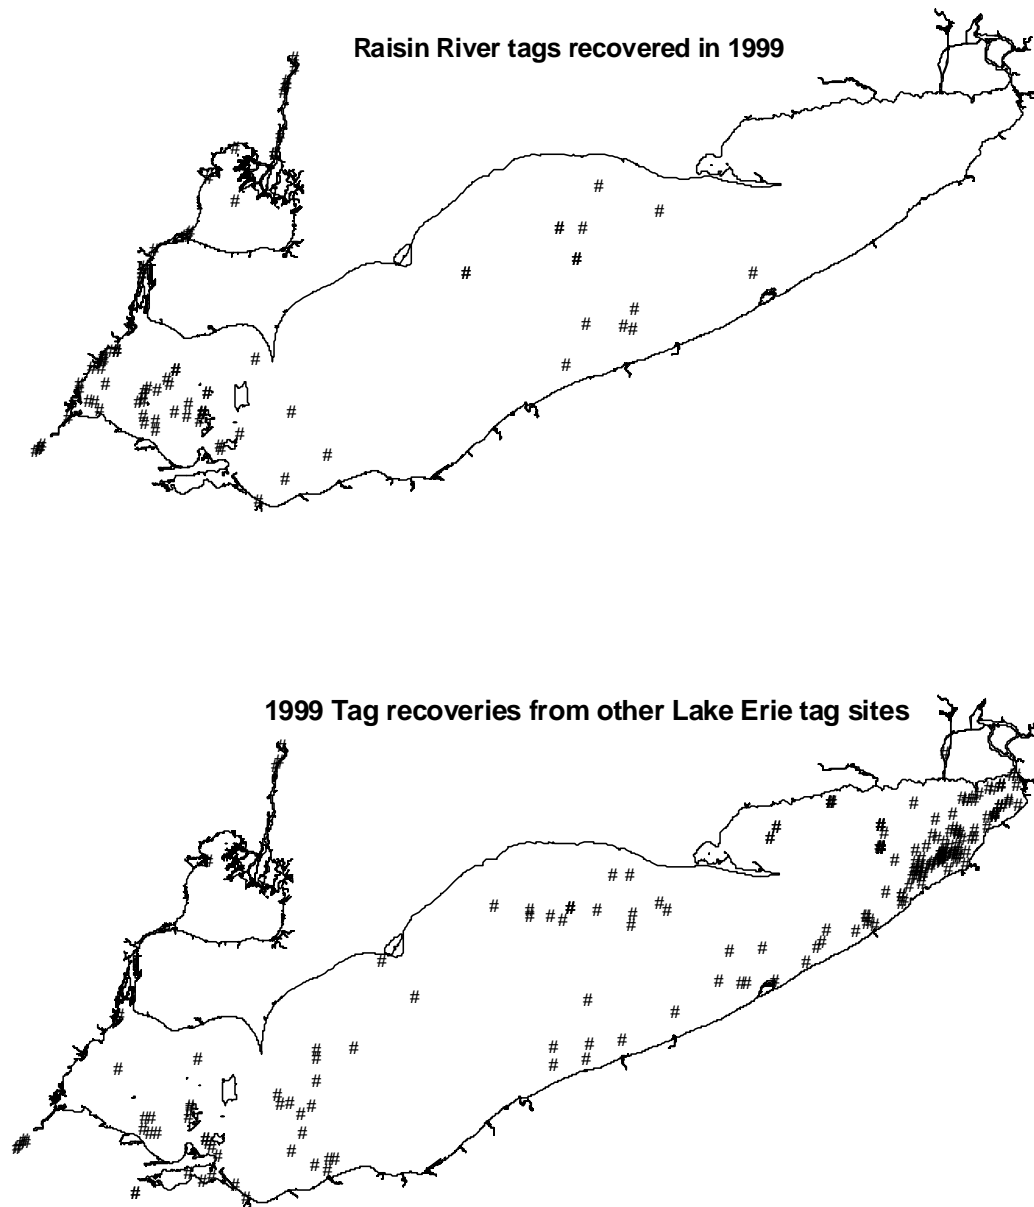 Raisin River tags recovered in 1999
1999 Tag recoveries from other Lake Erie tag sites